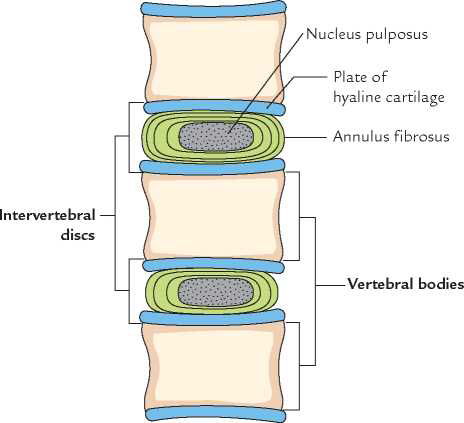 Nucleus pulposus
Plate of
hyaline cartilage
Annulus fibrosus
Intervertebral
discs
Vertebral bodies